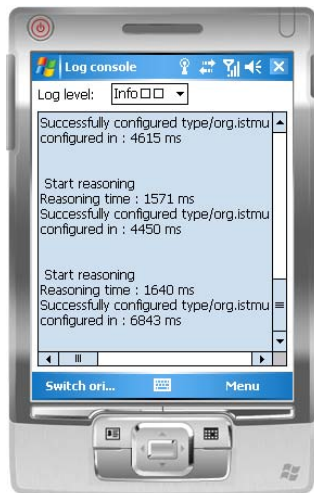 Log console
Log level: Info□□
Successfully configured type/org.istmu
configured in : 4615 ms
Start reasoning
Reasoning time : 1571 ms
Successfully configured type/org.istmu
configured in : 4450 ms
Start reasoning
Reasoning time : 1640 ms
Successfully configured type/org.istmu
configured in : 6843 ms
Switch ori... Menu